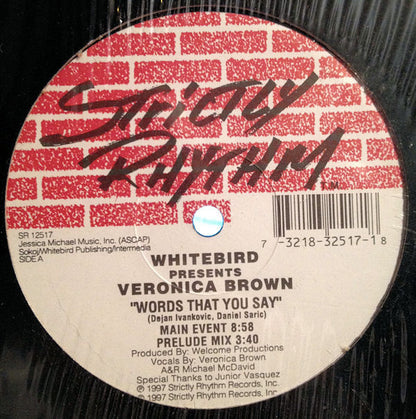 STRICTLY
RHYTHM
T.M.
SR 12517
Jessica Michael Music, Inc. (ASCAP)
Sokoj/Whitebird Publishing/Intermedia
SIDE A
7 -3218-32517-1 8
WHITEBIRD
PRESENTS
VERONICA BROWN
"WORDS THAT YOU SAY"
(Dejan Ivankovic, Daniel Saric)
MAIN EVENT 8:58
PRELUDE MIX 3:40
Produced By: Welcome Productions
Vocals By: Veronica Brown
A&R Michael McDavid
Special Thanks to Junior Vasquez
℗ 1997 Strictly Rhythm Records, Inc.
© 1997 Strictly Rhythm Records, Inc.